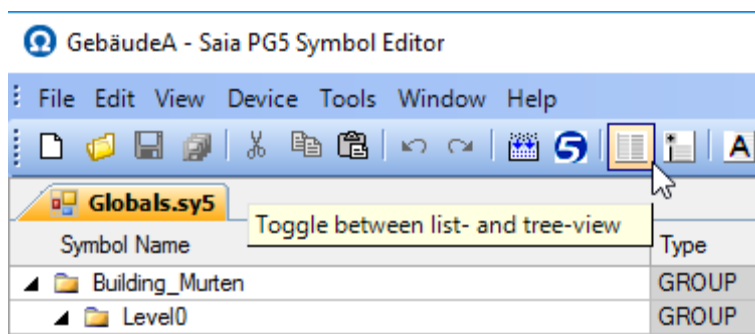 GebäudeA - Saia PG5 Symbol Editor
File Edit View Device Tools Window Help
5 A
Globals.sy5
Toggle between list- and tree-view
Symbol Name Type
Building_Murten GROUP
Level0 GROUP